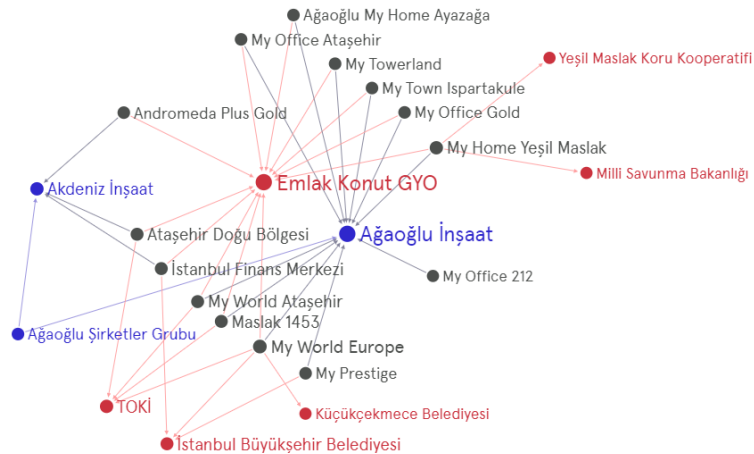 Ağaoğlu My Home Ayazağa
My Office Ataşehir
Yeşil Maslak Koru Kooperatifi
My Towerland
My Town Ispartakule
Andromeda Plus Gold
My Office Gold
My Home Yeşil Maslak
Milli Savunma Bakanlığı
Emlak Konut GYO
Akdeniz İnşaat
Ataşehir Doğu Bölgesi
Ağaoğlu İnşaat
İstanbul Finans Merkezi
My Office 212
My World Ataşehir
Maslak 1453
Ağaoğlu Şirketler Grubu
My World Europe
My Prestige
TOKİ
Küçükçekmece Belediyesi
İstanbul Büyükşehir Belediyesi